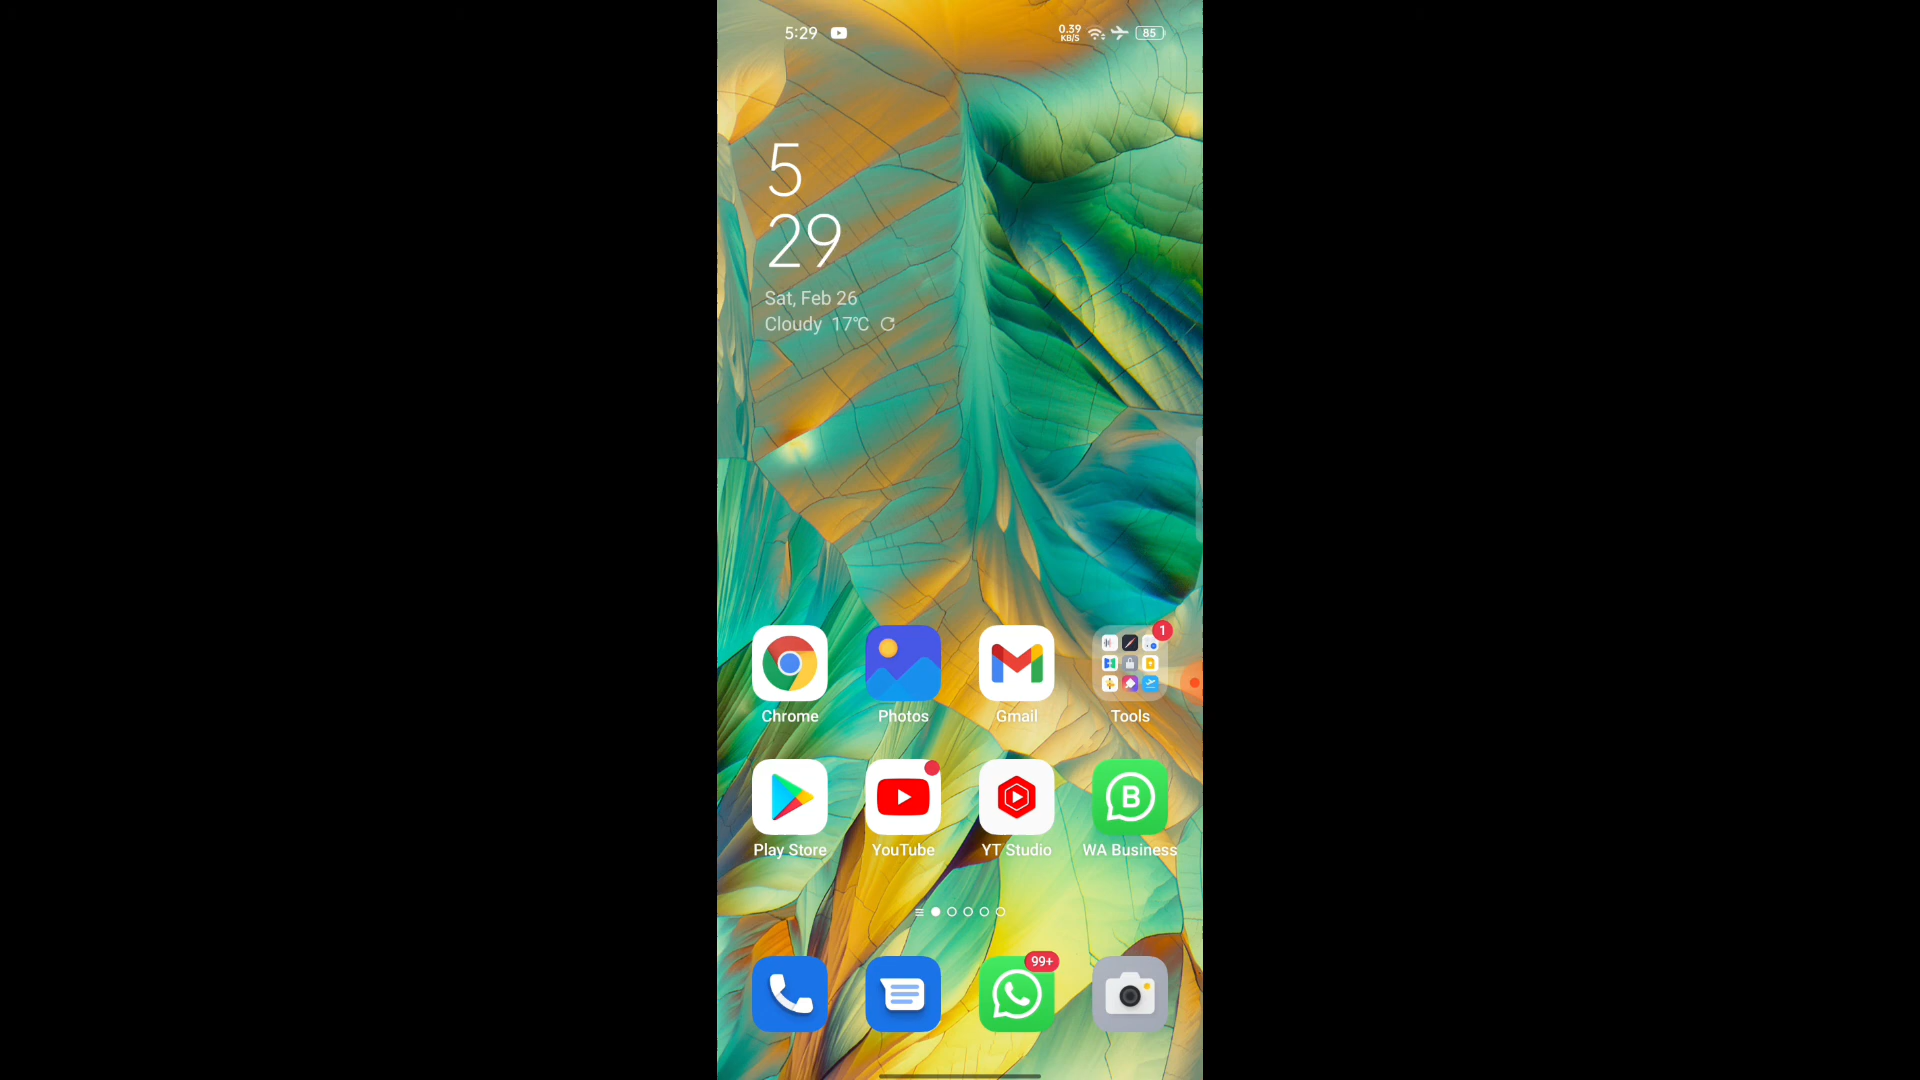 5:29
0.39
KB/S
85
5
29
Sat, Feb 26
Cloudy 17℃
1
Chrome
Photos
Gmail
Tools
Play Store
YouTube
YT Studio
B
WA Business
99+